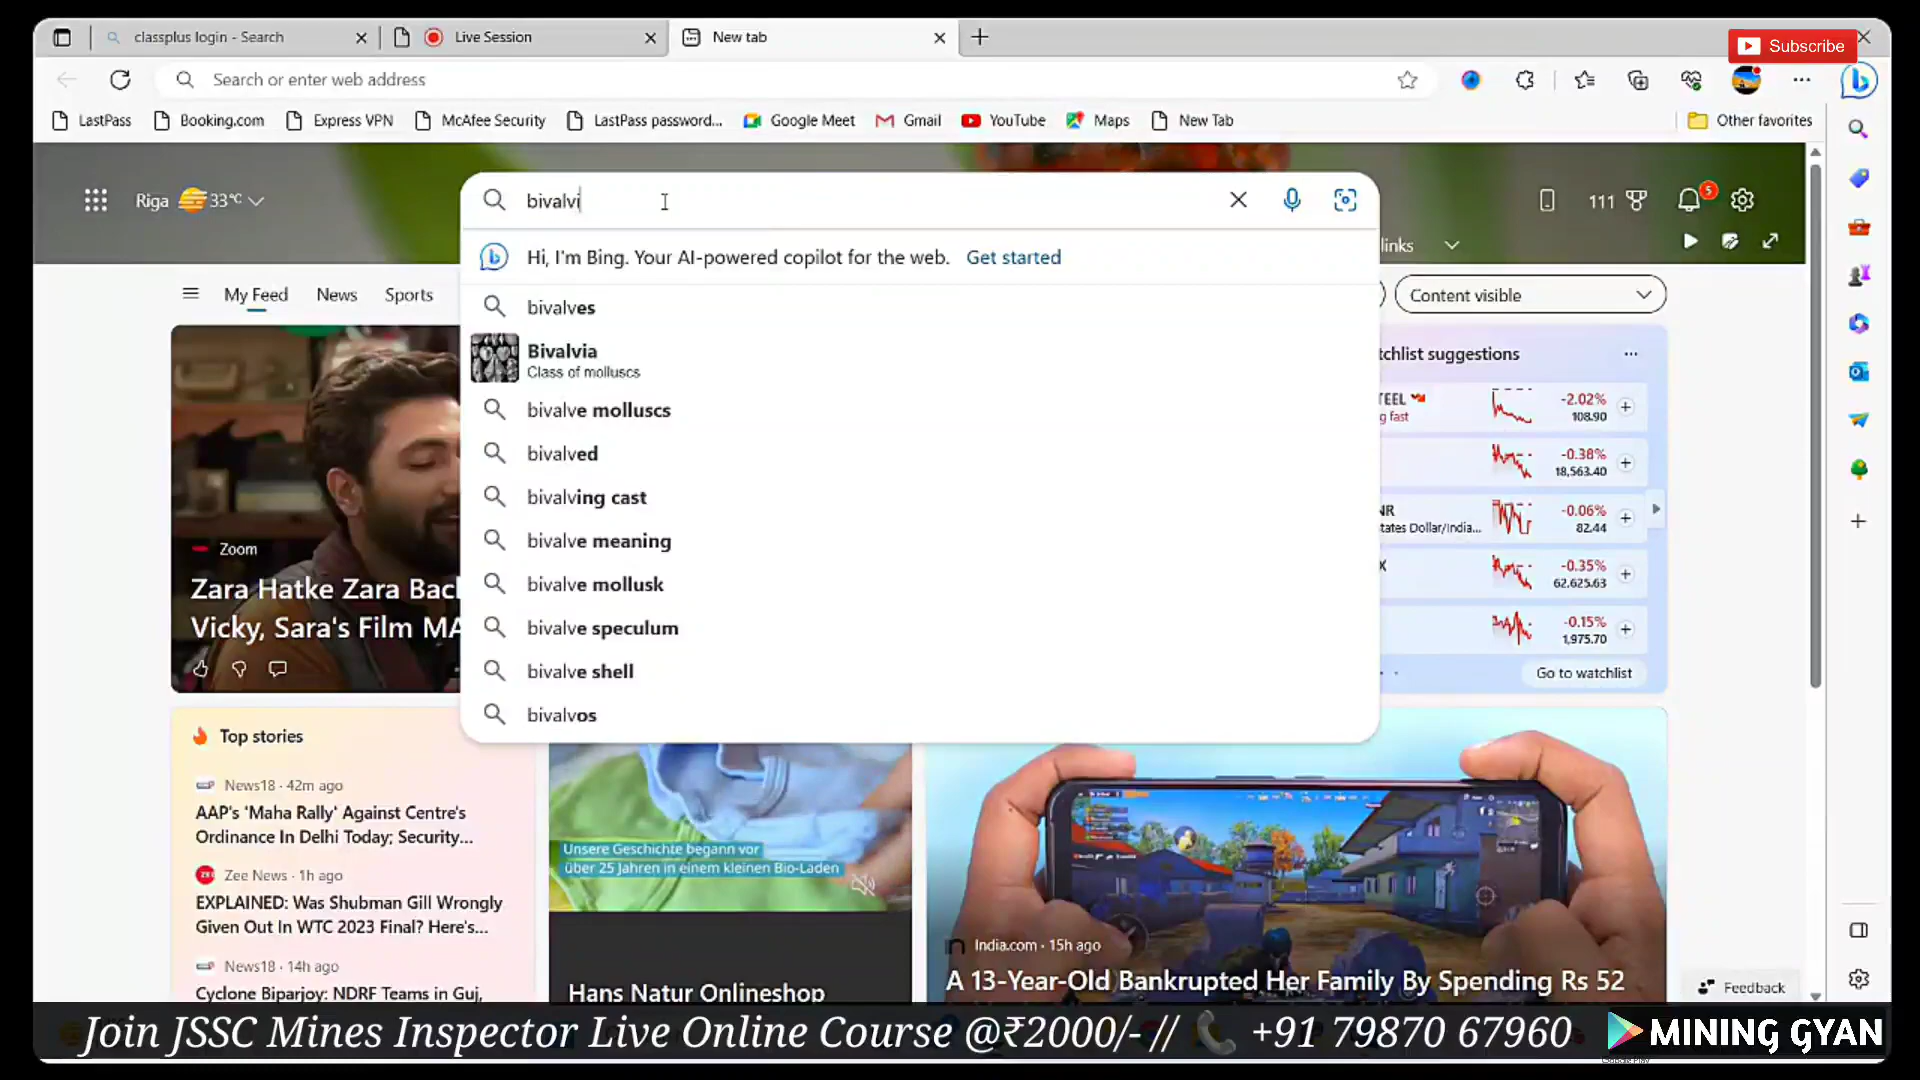 classplus login - Search
Live Session
New tab
Subscribe
Search or enter web address
LastPass
Booking.com
Express VPN
McAfee Security
LastPass password...
Google Meet
Gmail
YouTube
Maps
New Tab
Other favorites
Riga
33°C
bivalvi
111
5
links
Hi, I'm Bing. Your AI-powered copilot for the web. Get started
My Feed
News
Sports
Content visible
bivalves
Bivalvia
Class of molluscs
bivalve molluscs
bivalved
bivalving cast
bivalve meaning
bivalve mollusk
bivalve speculum
bivalve shell
bivalvos
tchlist suggestions
TEEL
-2.02%
g fast
108.90
-0.38%
18,563.40
NR
-0.06%
tates Dollar/India...
82.44
X
-0.35%
62,625.63
-0.15%
1,975.70
Go to watchlist
Zoom
Zara Hatke Zara Bac
Vicky, Sara's Film MA
Top stories
News18 · 42m ago
AAP's 'Maha Rally' Against Centre's
Ordinance In Delhi Today; Security...
Zee News · 1h ago
EXPLAINED: Was Shubman Gill Wrongly
Given Out In WTC 2023 Final? Here's...
News18 · 14h ago
Cyclone Biparjoy: NDRF Teams in Guj,
Unsere Geschichte begann vor
über 25 Jahren in einem kleinen Bio-Laden
Hans Natur Onlineshop
India.com · 15h ago
A 13-Year-Old Bankrupted Her Family By Spending Rs 52
Feedback
Join JSSC Mines Inspector Live Online Course @₹2000/- // +91 79870 67960
MINING GYAN
Google Play